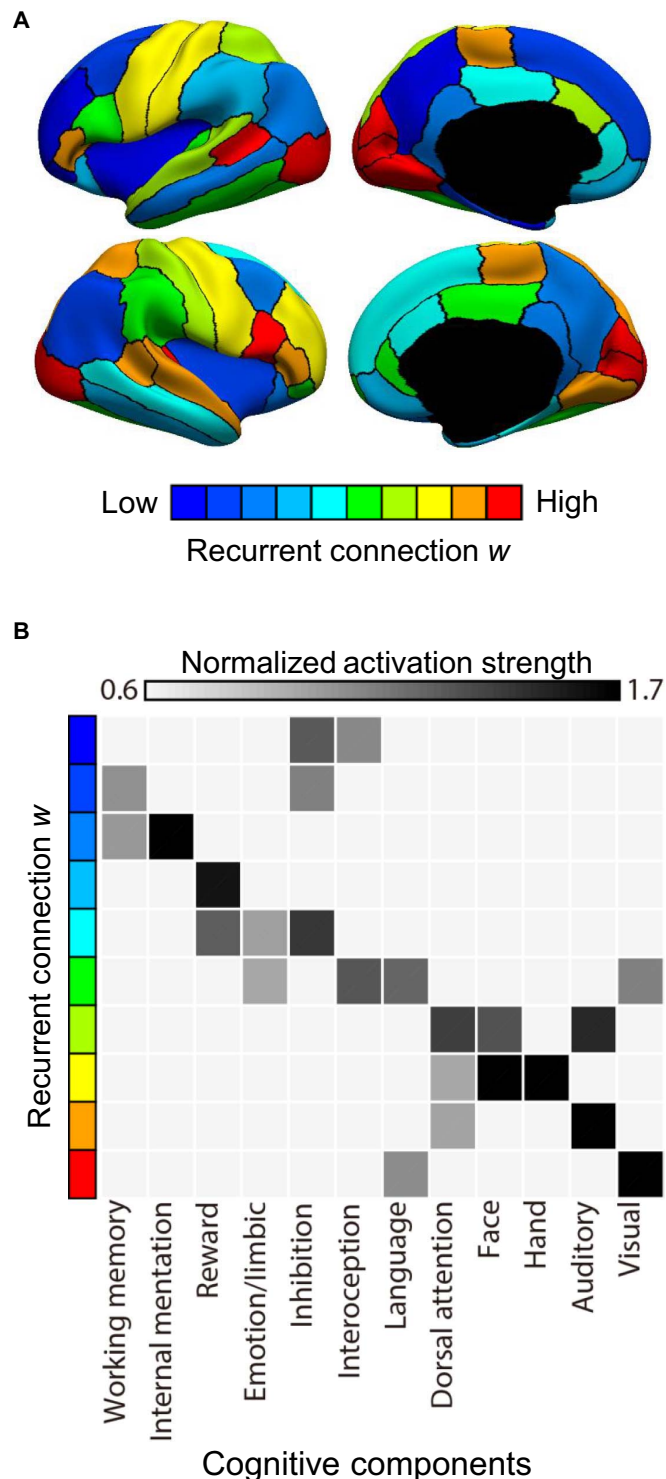 A
Low High
Recurrent connection w
B
Normalized activation strength
0.6 1.7
Recurrent connection w
Working memory
Internal mentation
Reward
Emotion/limbic
Inhibition
Interoception
Language
Dorsal attention
Face
Hand
Auditory
Visual
Cognitive components